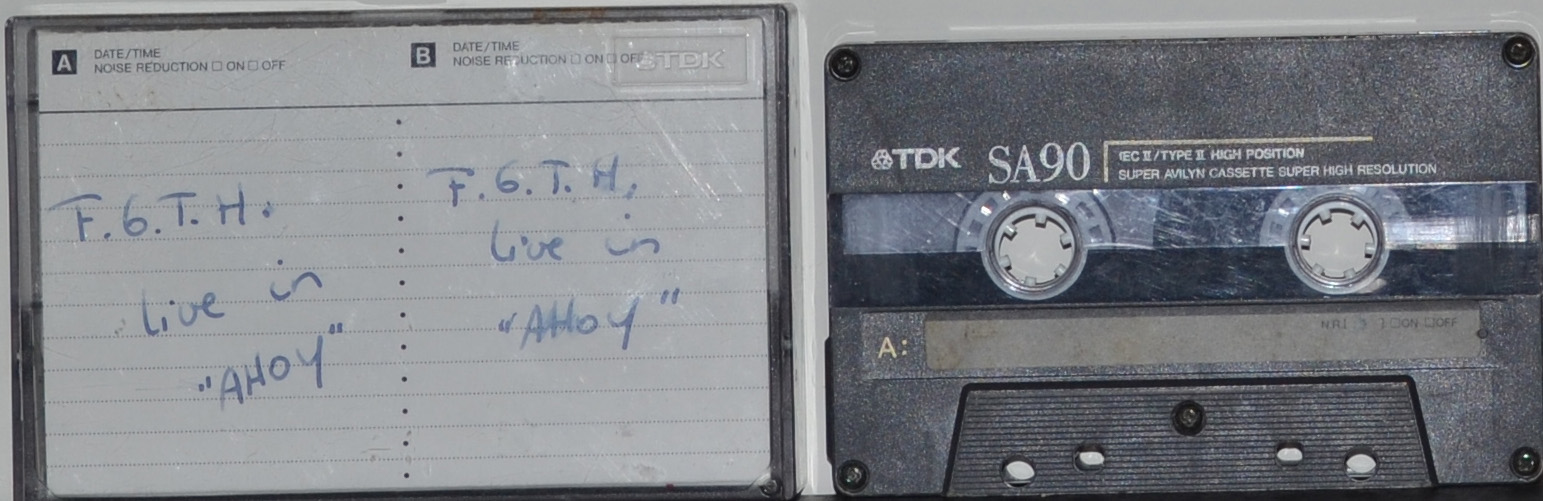 A DATE/TIME
NOISE REDUCTION □ ON □ OFF
B DATE/TIME
NOISE REDUCTION □ ON □ OFF
TDK
F.G.T.H.
live in
"AHOY"
F.G.T.H.
live in
"AHOY"
TDK SA90
IEC II/TYPE II HIGH POSITION
SUPER AVILYN CASSETTE SUPER HIGH RESOLUTION
A:
N.R.[ ] □ON □OFF